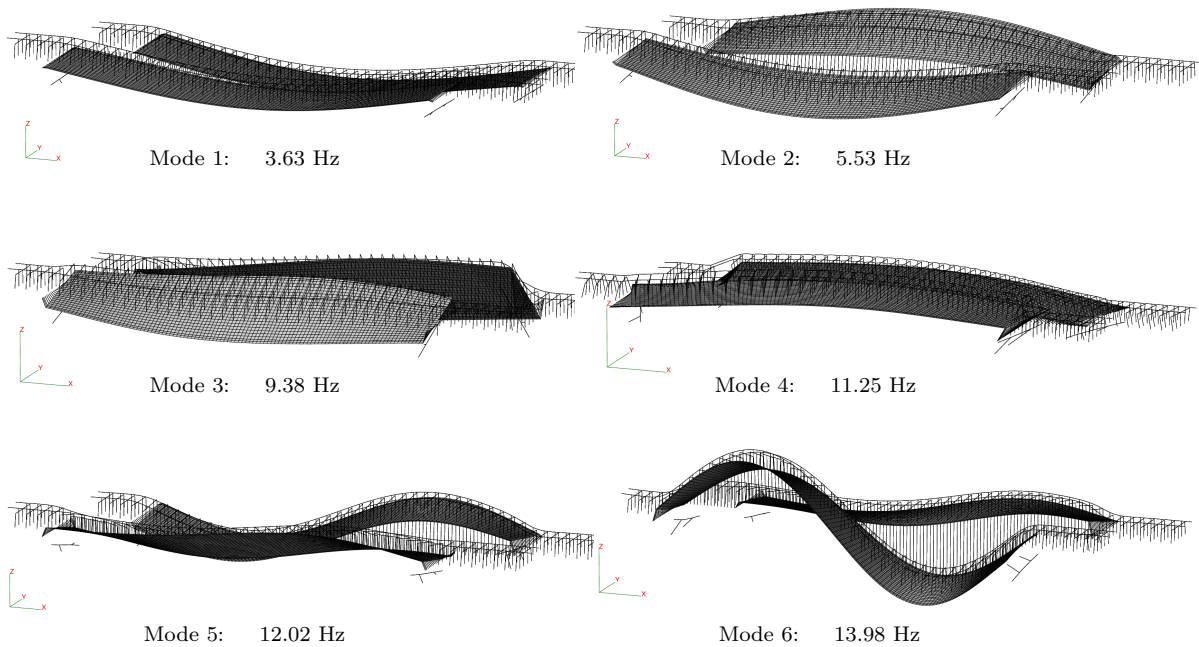 Z
Y
X
Mode 1: 3.63 Hz
Z
Y
X
Mode 2: 5.53 Hz
Z
Y
X
Mode 3: 9.38 Hz
Z
Y
X
Mode 4: 11.25 Hz
Z
Y
X
Mode 5: 12.02 Hz
Z
Y
X
Mode 6: 13.98 Hz